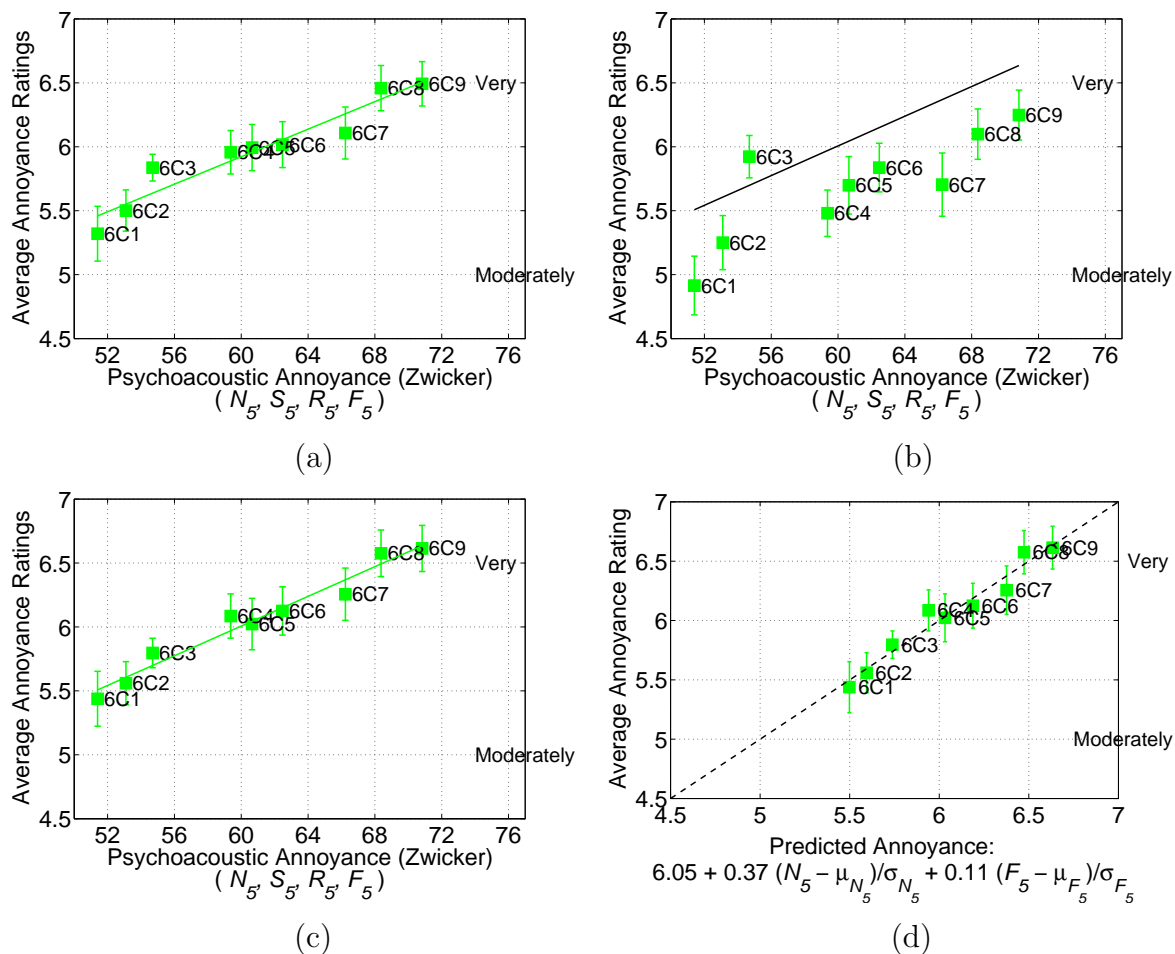 7
6.5
6
5.5
5
4.5
Average Annoyance Ratings
6C1
6C2
6C3
6C4
6C5
6C6
6C7
6C8
6C9
Very
Moderately
52 56 60 64 68 72 76
Psychoacoustic Annoyance (Zwicker)
( N5, S5, R5, F5 )
(a)
7
6.5
6
5.5
5
4.5
Average Annoyance Ratings
6C1
6C2
6C3
6C4
6C5
6C6
6C7
6C8
6C9
Very
Moderately
52 56 60 64 68 72 76
Psychoacoustic Annoyance (Zwicker)
( N5, S5, R5, F5 )
(b)
7
6.5
6
5.5
5
4.5
Average Annoyance Ratings
6C1
6C2
6C3
6C4
6C5
6C6
6C7
6C8
6C9
Very
Moderately
52 56 60 64 68 72 76
Psychoacoustic Annoyance (Zwicker)
( N5, S5, R5, F5 )
(c)
7
6.5
6
5.5
5
4.5
Average Annoyance Rating
6C1
6C2
6C3
6C4
6C5
6C6
6C7
6C8
6C9
Very
Moderately
4.5 5 5.5 6 6.5 7
Predicted Annoyance:
6.05 + 0.37 (N5 − μN5)/σN5 + 0.11 (F5 − μF5)/σF5
(d)